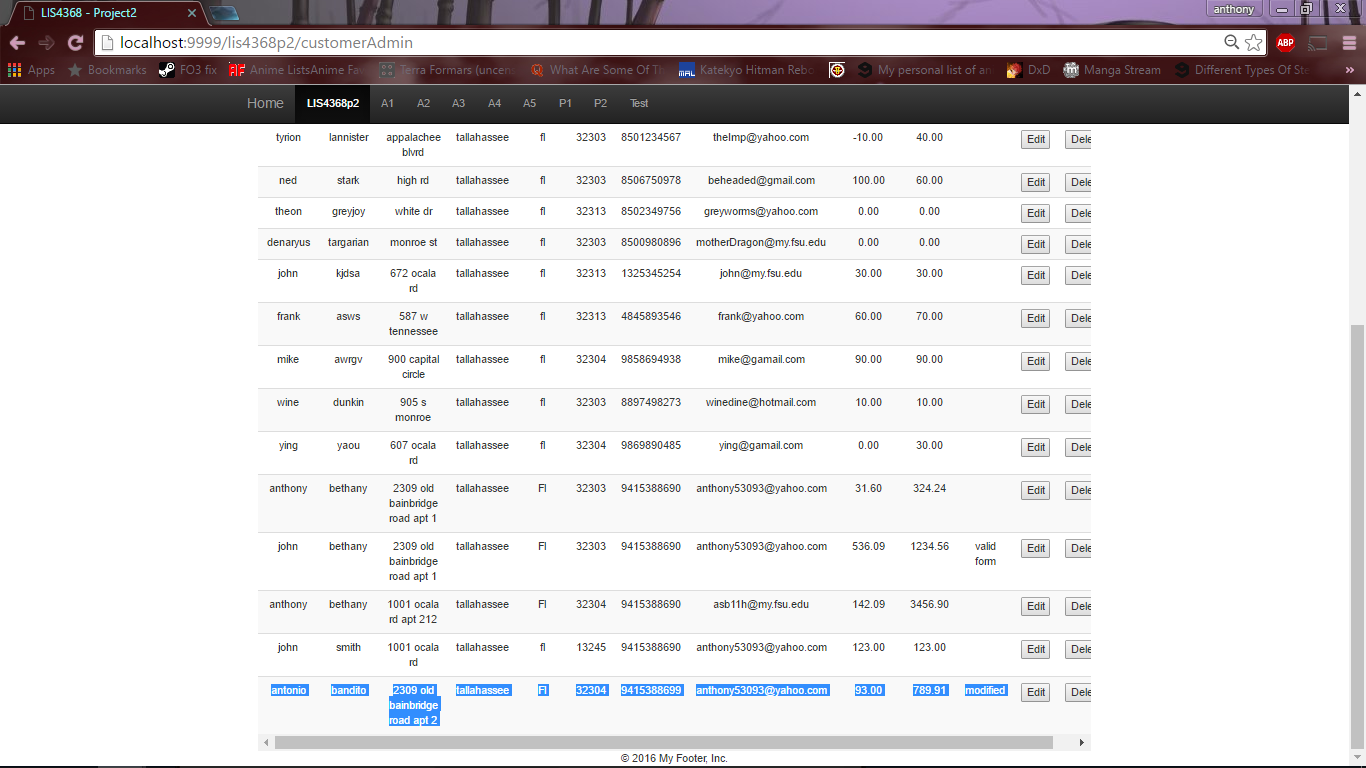 LIS4368 - Project2
anthony
localhost:9999/lis4368p2/customerAdmin
ABP
Apps Bookmarks FO3 fix Anime ListsAnime Fav Terra Formars (uncens What Are Some Of Th MAL Katekyo Hitman Rebo My personal list of an DxD Manga Stream Different Types Of Ste »
Home LIS4368p2 A1 A2 A3 A4 A5 P1 P2 Test
tyrion lannister appalachee tallahassee fl 32303 8501234567 theImp@yahoo.com -10.00 40.00 Edit Dele
blvrd
ned stark high rd tallahassee fl 32303 8506750978 beheaded@gmail.com 100.00 60.00 Edit Dele
theon greyjoy white dr tallahassee fl 32313 8502349756 greyworms@yahoo.com 0.00 0.00 Edit Dele
denaryus targarian monroe st tallahassee fl 32303 8500980896 motherDragon@my.fsu.edu 0.00 0.00 Edit Dele
john kjdsa 672 ocala tallahassee fl 32313 1325345254 john@my.fsu.edu 30.00 30.00 Edit Dele
rd
frank asws 587 w tallahassee fl 32313 4845893546 frank@yahoo.com 60.00 70.00 Edit Dele
tennessee
mike awrgv 900 capital tallahassee fl 32304 9858694938 mike@gamail.com 90.00 90.00 Edit Dele
circle
wine dunkin 905 s tallahassee fl 32303 8897498273 winedine@hotmail.com 10.00 10.00 Edit Dele
monroe
ying yaou 607 ocala tallahassee fl 32304 9869890485 ying@gamail.com 0.00 30.00 Edit Dele
rd
anthony bethany 2309 old tallahassee Fl 32303 9415388690 anthony53093@yahoo.com 31.60 324.24 Edit Dele
bainbridge
road apt 1
john bethany 2309 old tallahassee Fl 32303 9415388690 anthony53093@yahoo.com 536.09 1234.56 valid Edit Dele
bainbridge form
road apt 1
anthony bethany 1001 ocala tallahassee Fl 32304 9415388690 asb11h@my.fsu.edu 142.09 3456.90 Edit Dele
rd apt 212
john smith 1001 ocala tallahassee fl 13245 9415388690 anthony53093@yahoo.com 123.00 123.00 Edit Dele
rd
antonio bandito 2309 old tallahassee Fl 32304 9415388699 anthony53093@yahoo.com 93.00 789.91 modified Edit Dele
bainbridge
road apt 2
© 2016 My Footer, Inc.